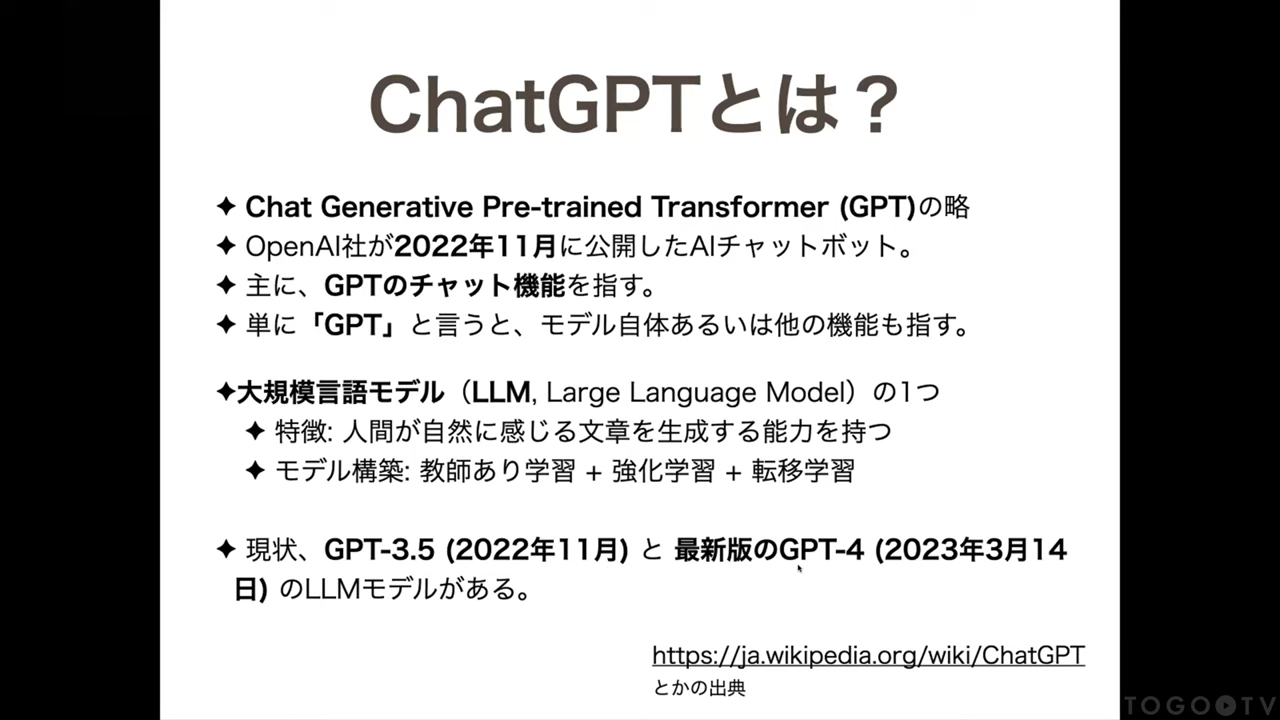 ChatGPTとは？
✦ Chat Generative Pre-trained Transformer (GPT)の略
✦ OpenAI社が2022年11月に公開したAIチャットボット。
✦ 主に、GPTのチャット機能を指す。
✦ 単に「GPT」と言うと、モデル自体あるいは他の機能も指す。
✦大規模言語モデル（LLM, Large Language Model）の1つ
✦ 特徴: 人間が自然に感じる文章を生成する能力を持つ
✦ モデル構築: 教師あり学習 + 強化学習 + 転移学習
✦ 現状、GPT-3.5 (2022年11月) と 最新版のGPT-4 (2023年3月14
日) のLLMモデルがある。
https://ja.wikipedia.org/wiki/ChatGPT
とかの出典
TOGO TV